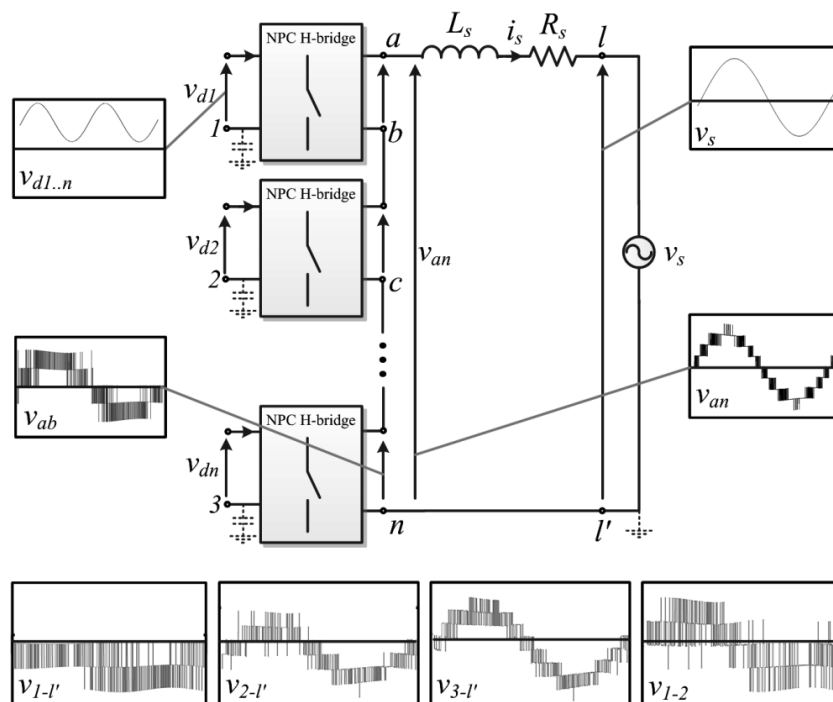 NPC H-bridge
a
L_s
i_s
R_s
l
v_d1
1
b
v_d1..n
v_s
NPC H-bridge
v_d2
2
c
v_an
v_s
v_ab
v_an
NPC H-bridge
v_dn
3
n
l'
v_1-l'
v_2-l'
v_3-l'
v_1-2